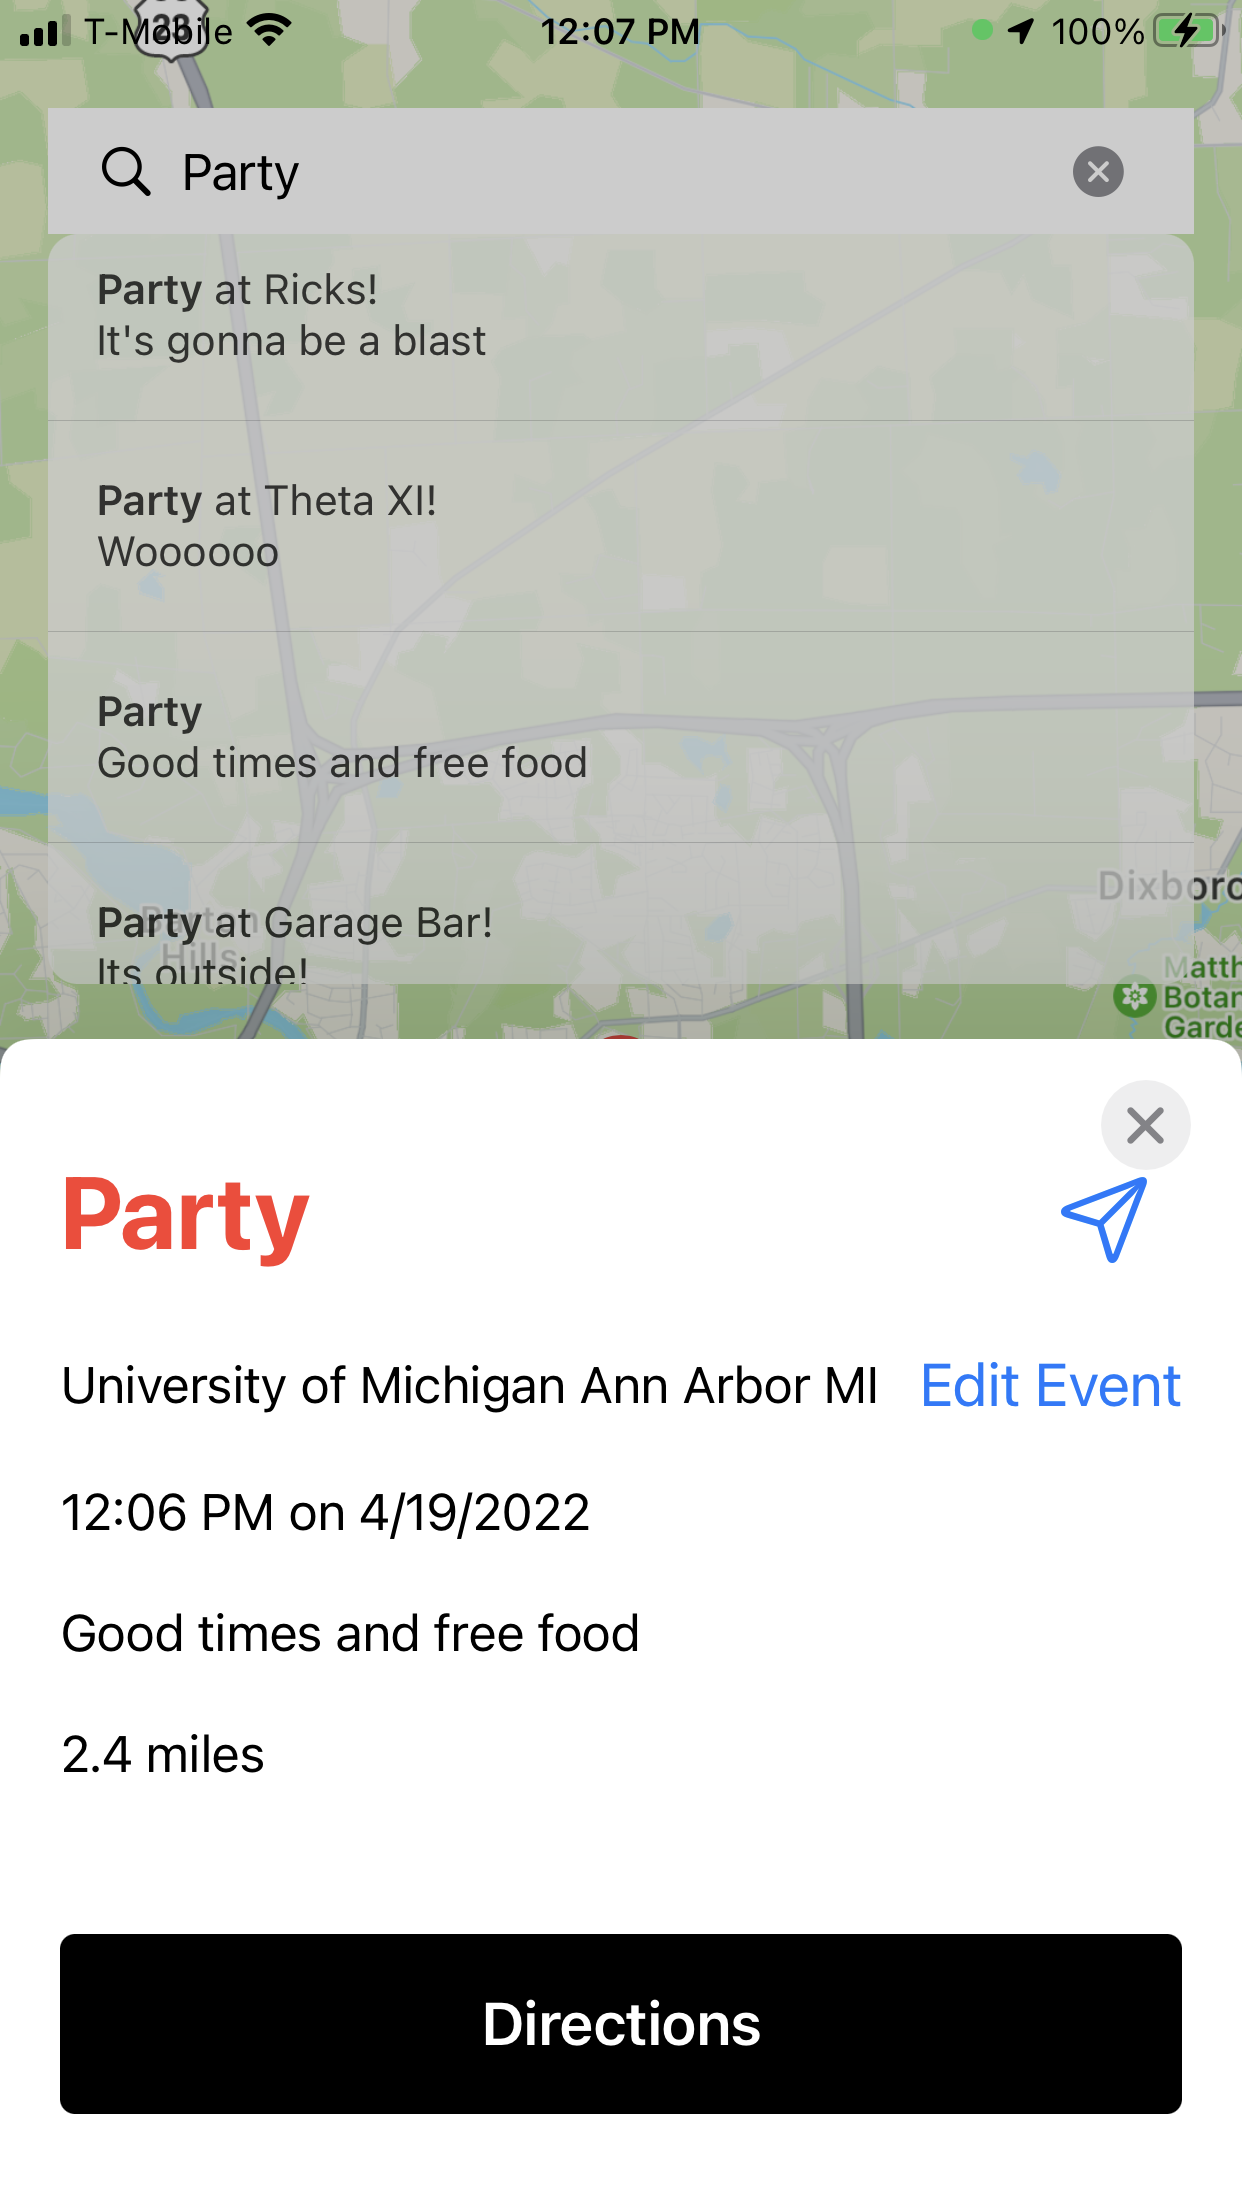 T-Mobile
12:07 PM
100%
23
Party
Party at Ricks!
It's gonna be a blast
Party at Theta XI!
Woooooo
Party
Good times and free food
Party at Garage Bar!
Its outside!
Barton
Hills
Dixboro
Matth
Botan
Garde
Party
University of Michigan Ann Arbor MI
Edit Event
12:06 PM on 4/19/2022
Good times and free food
2.4 miles
Directions